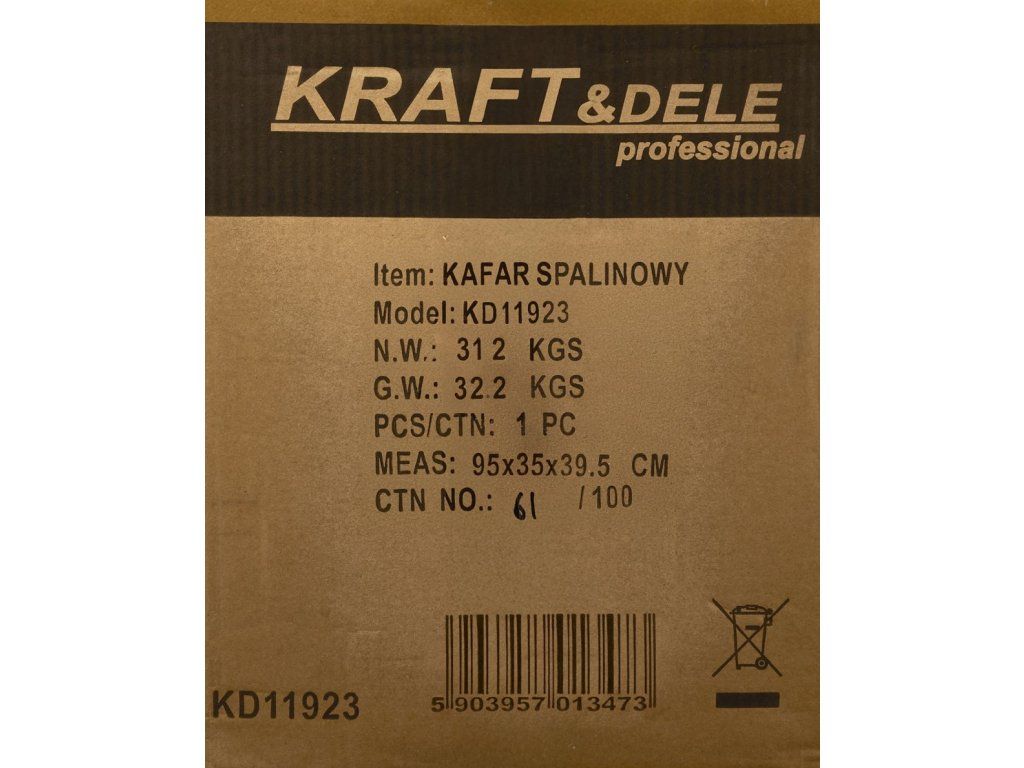 KRAFT&DELE
professional
Item: KAFAR SPALINOWY
Model: KD11923
N.W.: 31 2 KGS
G.W.: 32.2 KGS
PCS/CTN: 1 PC
MEAS: 95x35x39.5 CM
CTN NO.: 61 /100
5 903957 013473
KD11923